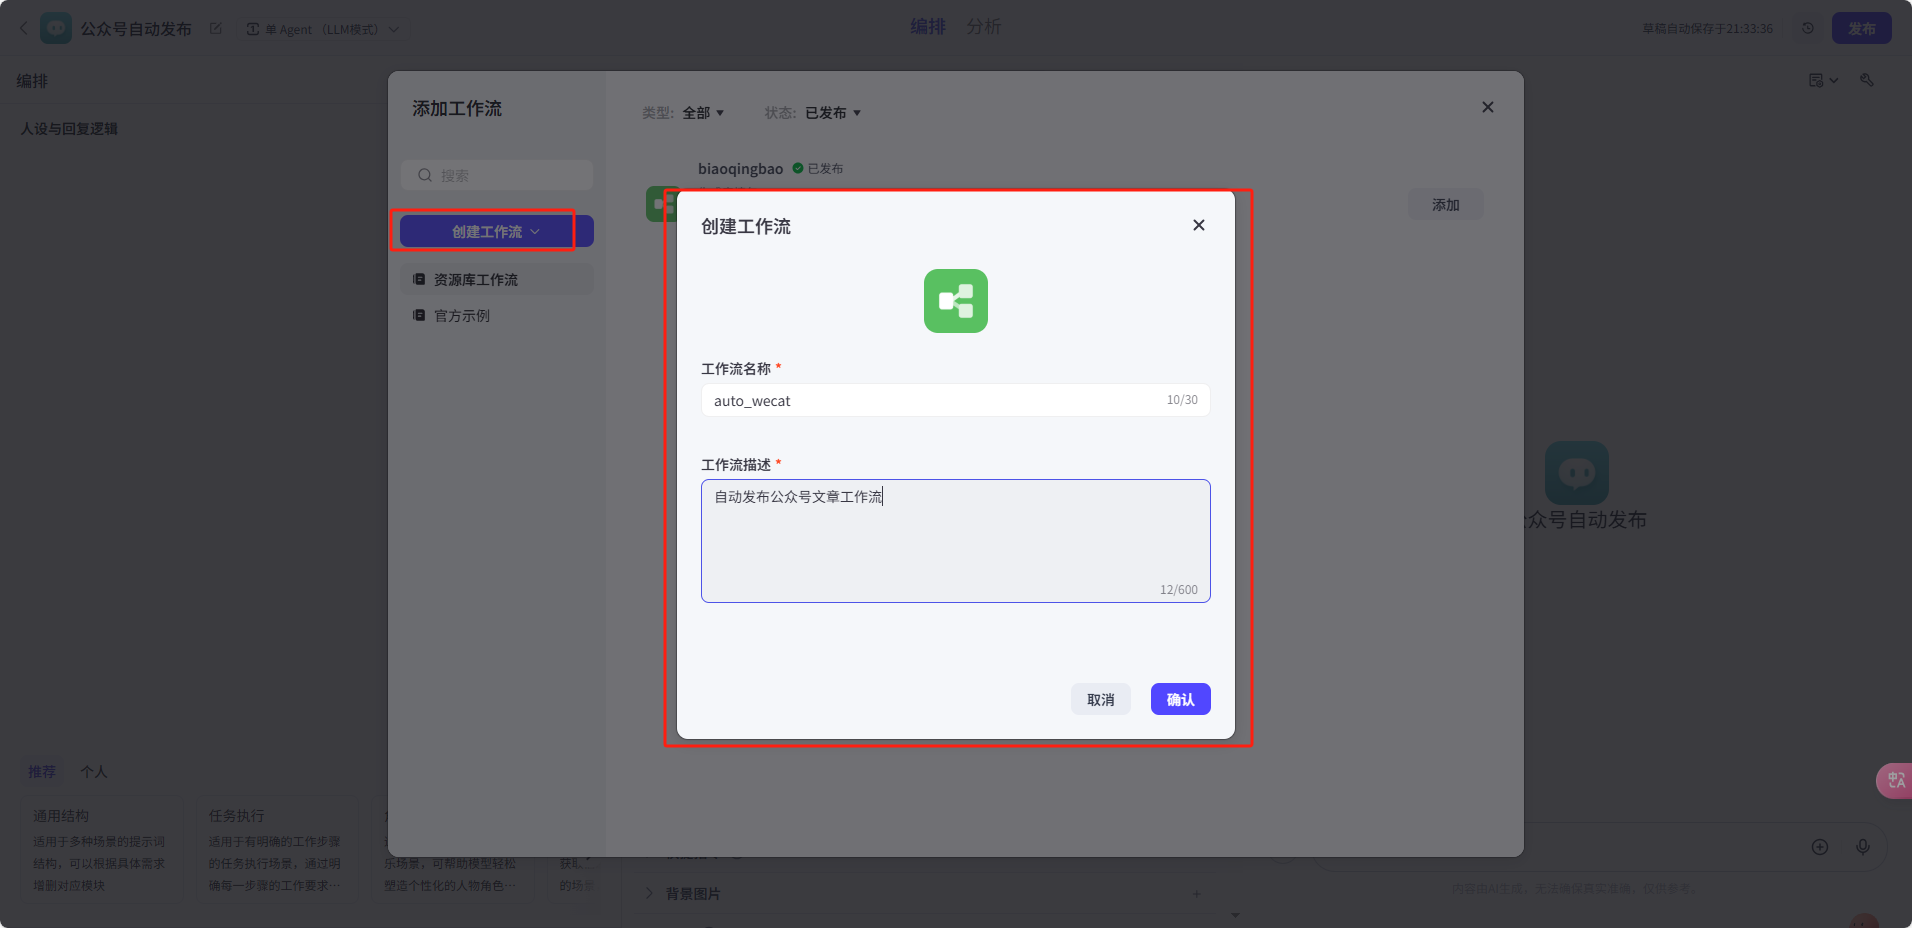 公众号自动发布
单 Agent （LLM模式）
编排 分析
草稿自动保存于21:33:36
发布
编排
人设与回复逻辑
添加工作流
类型: 全部
状态: 已发布
搜索
创建工作流
资源库工作流
官方示例
biaoqingbao
已发布
添加
创建工作流
工作流名称 *
auto_wecat
10/30
工作流描述 *
自动发布公众号文章工作流
12/600
取消
确认
众号自动发布
推荐 个人
通用结构
适用于多种场景的提示词
结构，可以根据具体需求
增删对应模块
任务执行
适用于有明确的工作步骤
的任务执行场景，通过明
确每一步骤的工作要求…
乐场景，可帮助模型轻松
塑造个性化的人物角色…
获取
的场景
背景图片
内容由AI生成，无法确保真实准确，仅供参考。